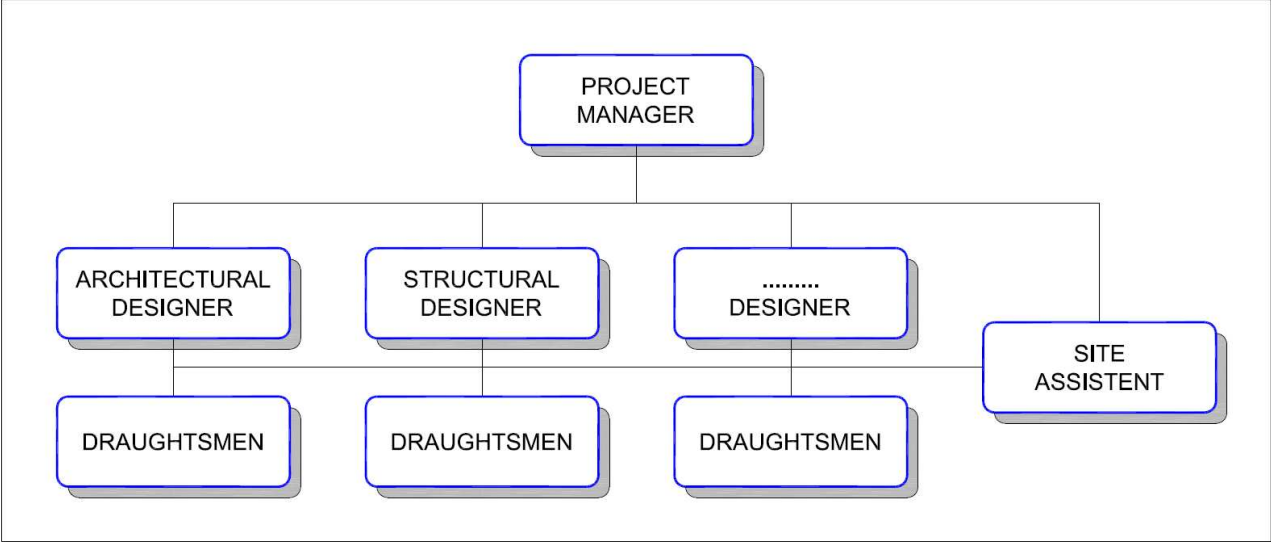 PROJECT
MANAGER
ARCHITECTURAL
DESIGNER
STRUCTURAL
DESIGNER
.........
DESIGNER
SITE
ASSISTENT
DRAUGHTSMEN
DRAUGHTSMEN
DRAUGHTSMEN